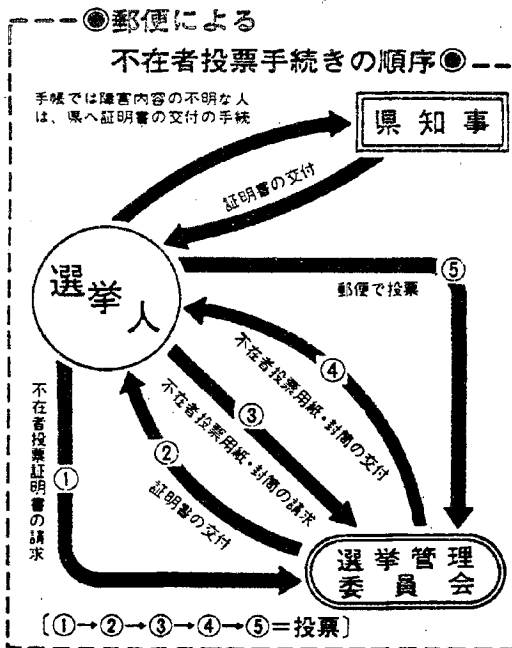 ◉郵便による
不在者投票手続きの順序◉
手帳では障害内容の不明な人
は、県へ証明書の交付の手続
県知事
証明書の交付
選挙人
⑤
郵便で投票
④
不在者投票用紙・封筒の交付
③
不在者投票用紙・封筒の請求
②
証明書の交付
①
不在者投票証明書の請求
選挙管理
委員会
〔①→②→③→④→⑤=投票〕